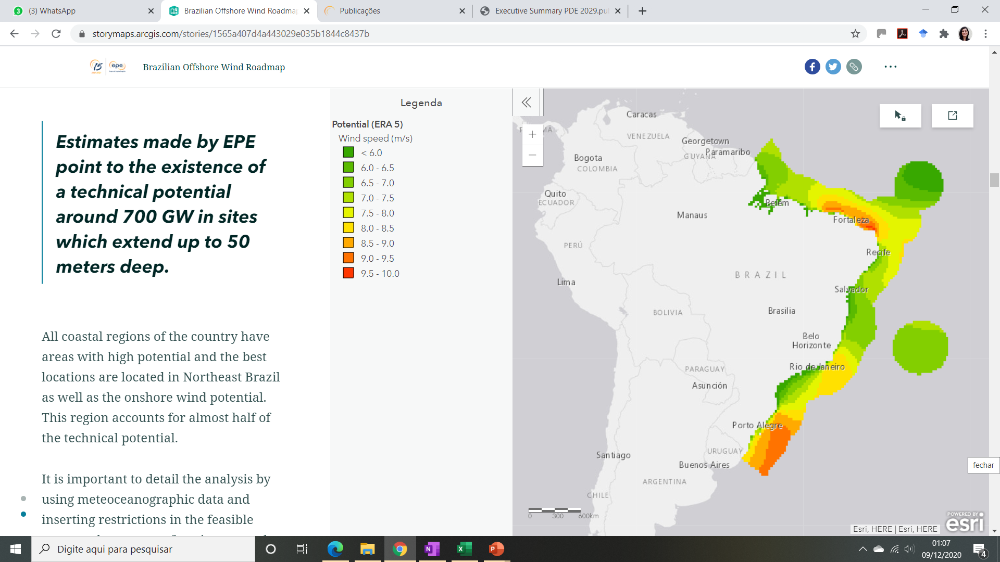 (3) WhatsApp
Brazilian Offshore Wind Roadma
Publicações
Executive Summary PDE 2029.pu
storymaps.arcgis.com/stories/1565a407d4a443029e035b1844c8437b
15
epe
Brazilian Offshore Wind Roadmap
Estimates made by EPE
point to the existence of
a technical potential
around 700 GW in sites
which extend up to 50
meters deep.
All coastal regions of the country have
areas with high potential and the best
locations are located in Northeast Brazil
as well as the onshore wind potential.
This region accounts for almost half of
the technical potential.
It is important to detail the analysis by
using meteoceanographic data and
inserting restrictions in the feasible
Legenda
Potential (ERA 5)
Wind speed (m/s)
< 6.0
6.0 - 6.5
6.5 - 7.0
7.0 - 7.5
7.5 - 8.0
8.0 - 8.5
8.5 - 9.0
9.0 - 9.5
9.5 - 10.0
Caracas
VENEZUELA
Georgetown
Paramaribo
GUYANA
Bogota
COLOMBIA
Quito
ECUADOR
Belém
Manaus
Fortaleza
PERÚ
Recife
BRAZIL
Lima
Salvador
Brasilia
BOLIVIA
Belo
Horizonte
Rio de Janeiro
PARAGUAY
Asunción
Porto Alegre
URUGUAY
Santiago
Buenos Aires
ARGENTINA
CHILE
0 300 600km
fechar
POWERED BY
esri
Esri, HERE | Esri, HERE
Digite aqui para pesquisar
01:07
09/12/2020
4